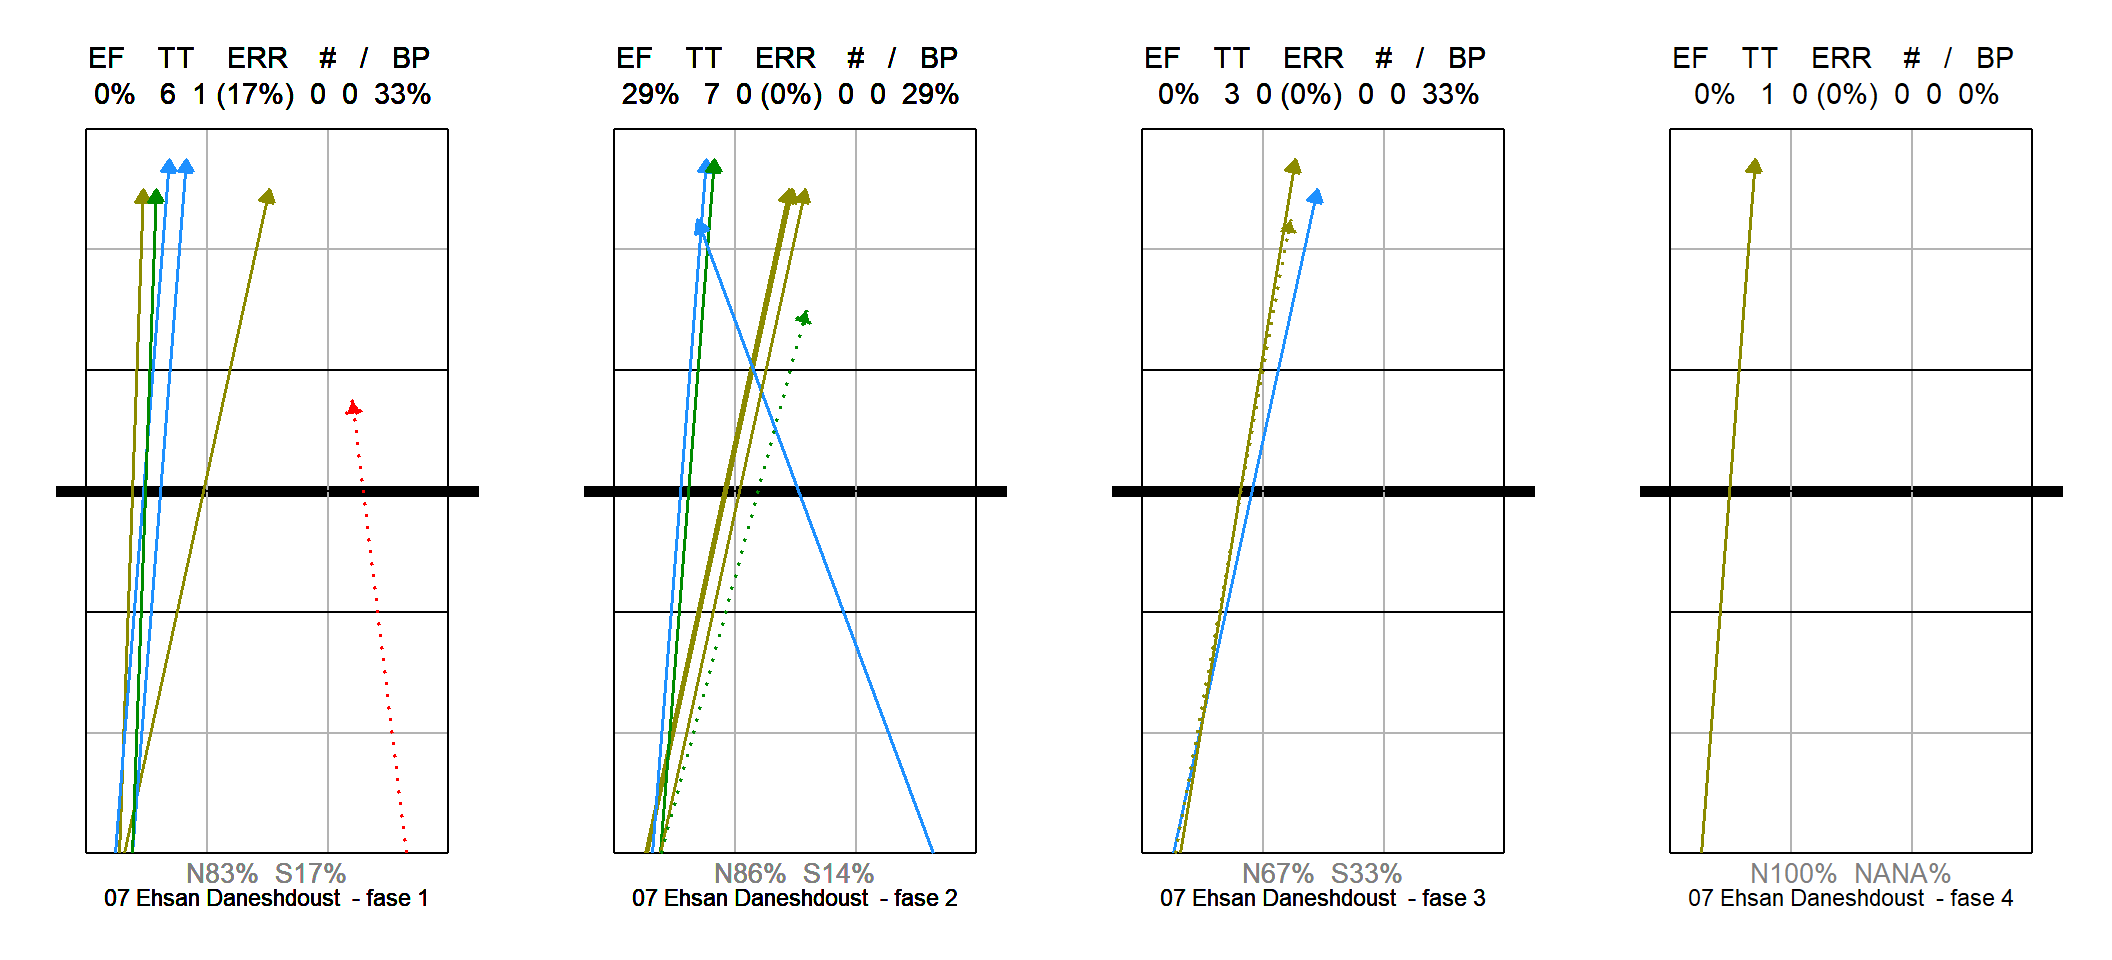 EF TT ERR # / BP
0% 6 1 (17%) 0 0 33%
N83% S17%
07 Ehsan Daneshdoust - fase 1
EF TT ERR # / BP
29% 7 0 (0%) 0 0 29%
N86% S14%
07 Ehsan Daneshdoust - fase 2
EF TT ERR # / BP
0% 3 0 (0%) 0 0 33%
N67% S33%
07 Ehsan Daneshdoust - fase 3
EF TT ERR # / BP
0% 1 0 (0%) 0 0 0%
N100% NANA%
07 Ehsan Daneshdoust - fase 4